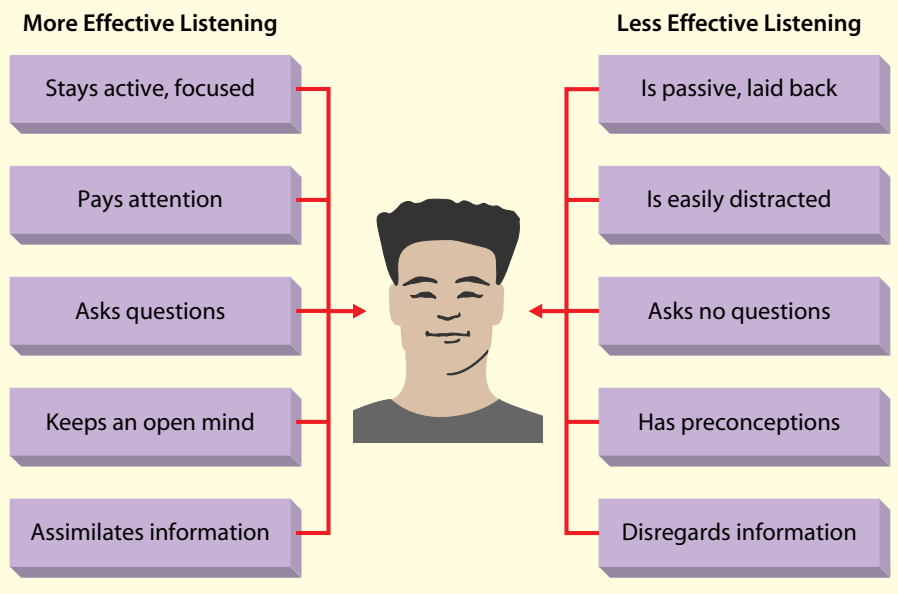 More Effective Listening
Stays active, focused
Pays attention
Asks questions
Keeps an open mind
Assimilates information
Less Effective Listening
Is passive, laid back
Is easily distracted
Asks no questions
Has preconceptions
Disregards information